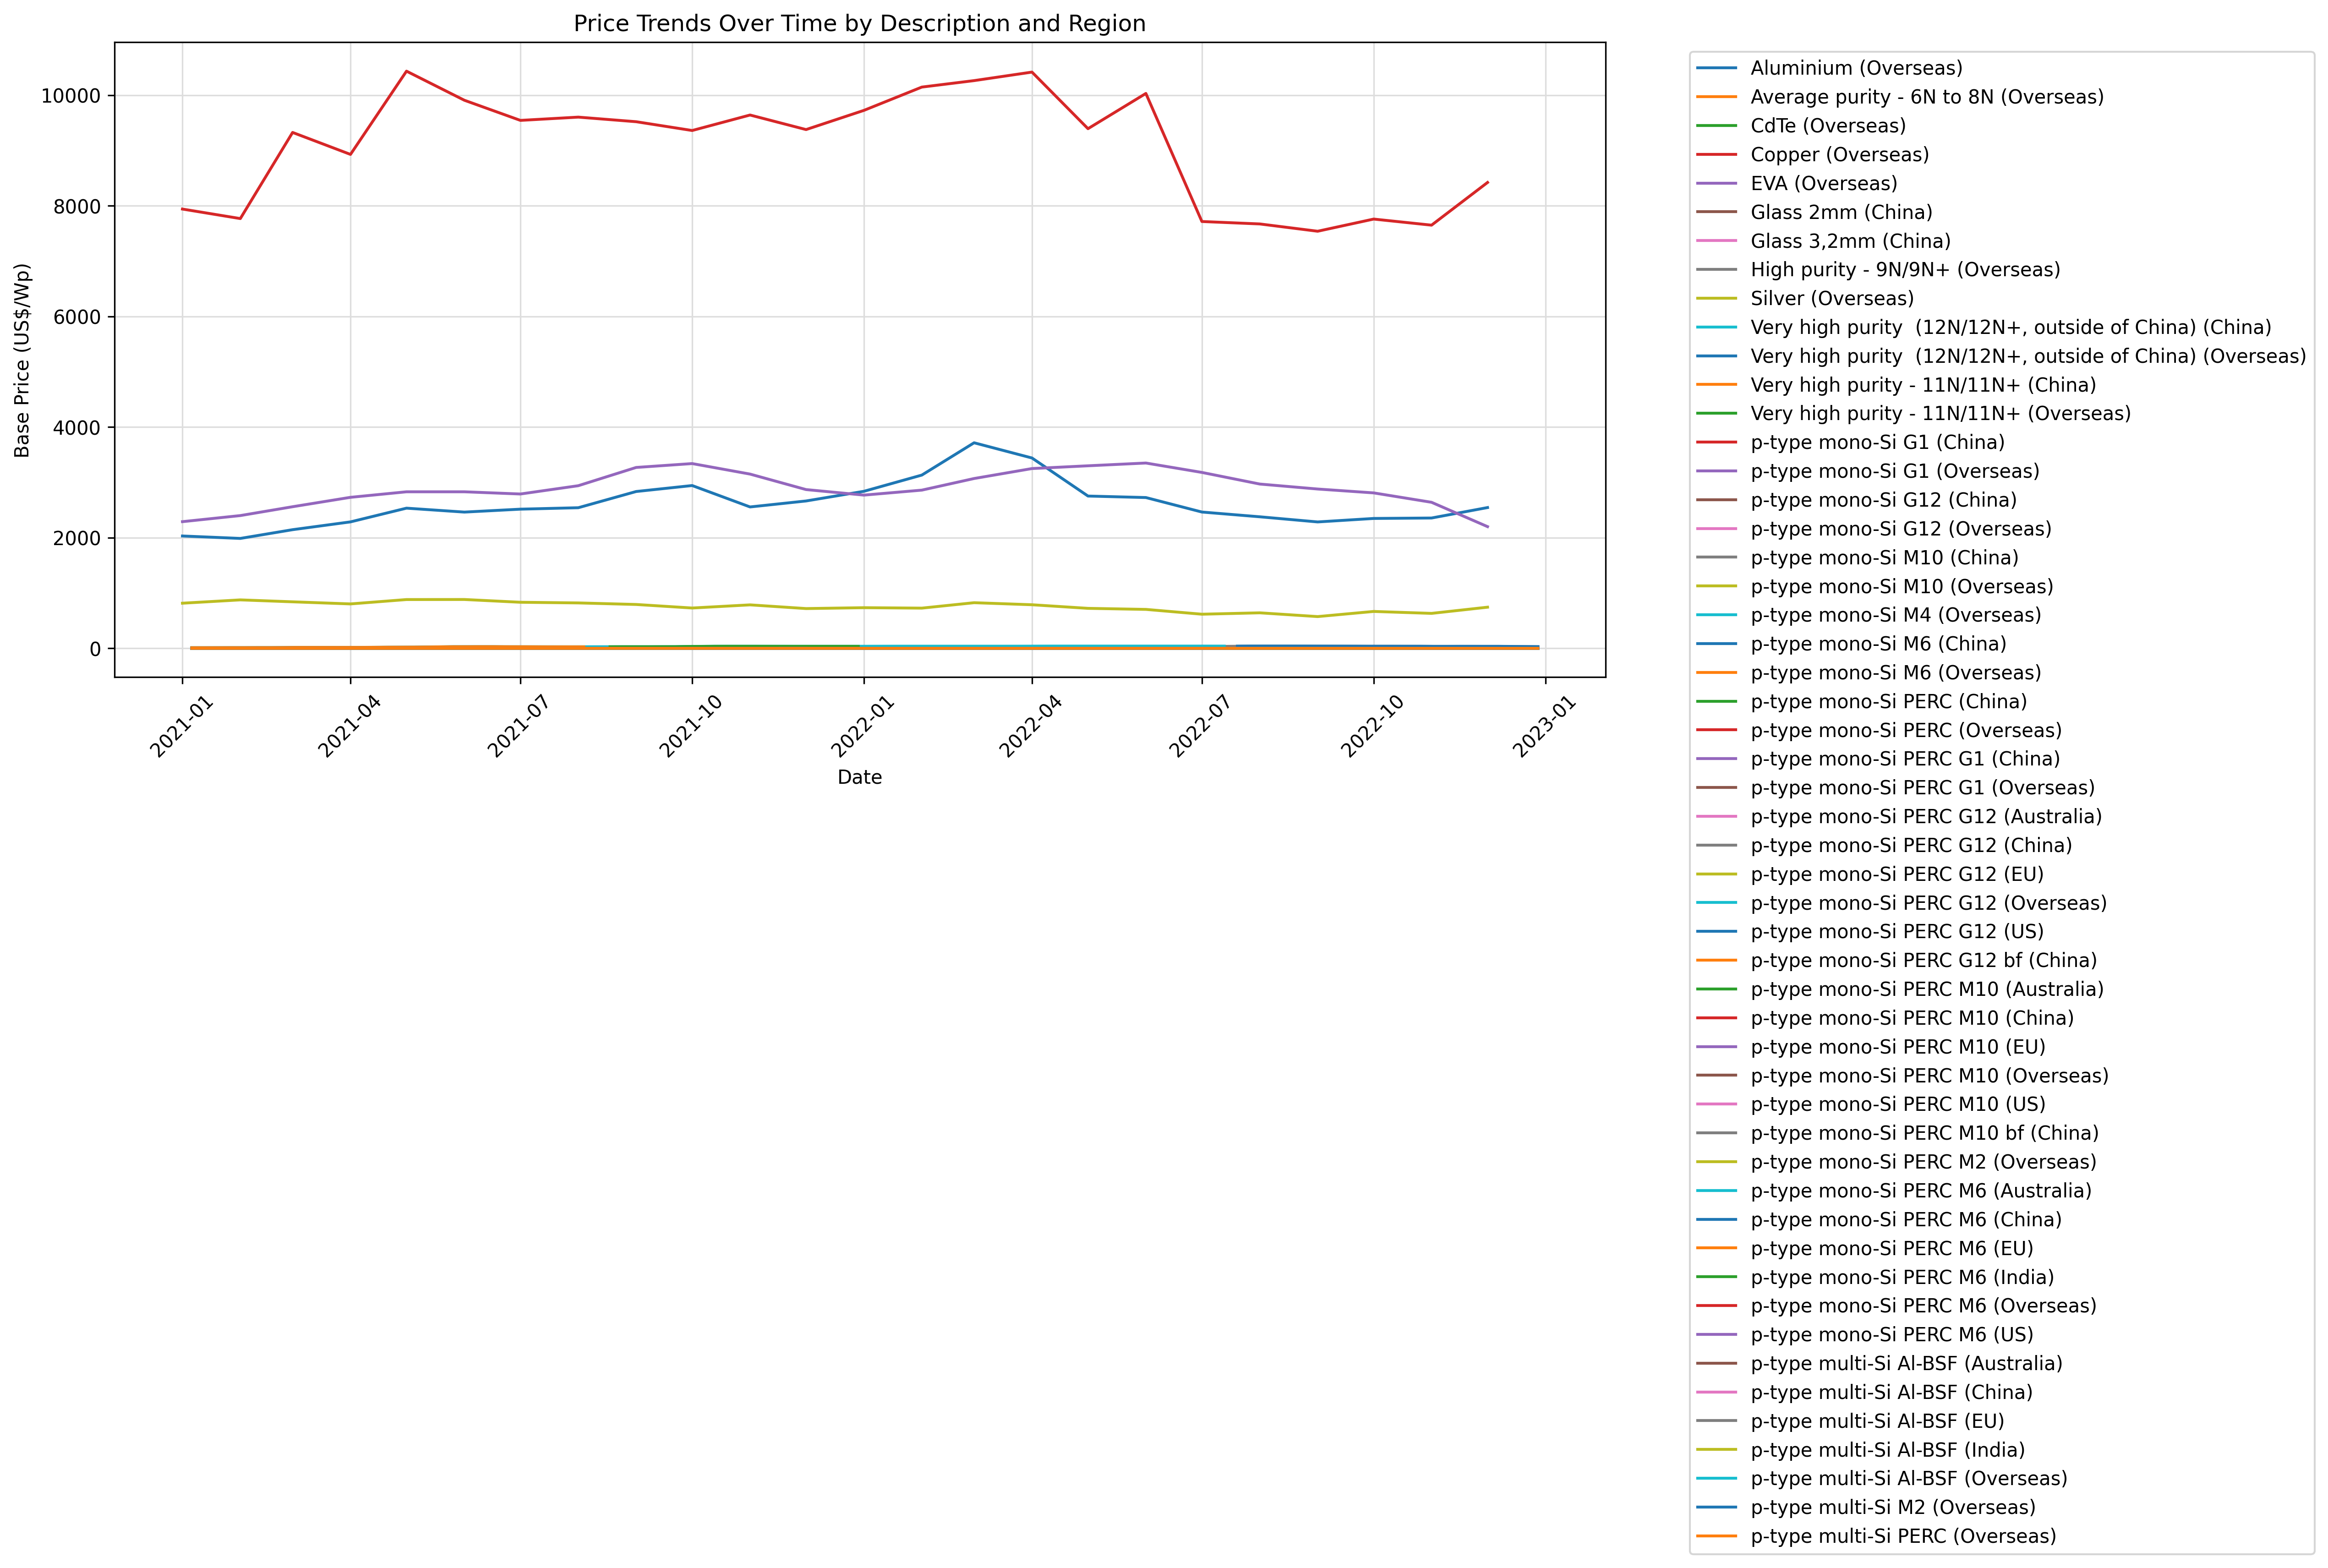 Price Trends Over Time by Description and Region
Base Price (US$/Wp)
10000
8000
6000
4000
2000
0
2021-01
2021-04
2021-07
2021-10
2022-01
2022-04
2022-07
2022-10
2023-01
Date
Aluminium (Overseas)
Average purity - 6N to 8N (Overseas)
CdTe (Overseas)
Copper (Overseas)
EVA (Overseas)
Glass 2mm (China)
Glass 3,2mm (China)
High purity - 9N/9N+ (Overseas)
Silver (Overseas)
Very high purity  (12N/12N+, outside of China) (China)
Very high purity  (12N/12N+, outside of China) (Overseas)
Very high purity - 11N/11N+ (China)
Very high purity - 11N/11N+ (Overseas)
p-type mono-Si G1 (China)
p-type mono-Si G1 (Overseas)
p-type mono-Si G12 (China)
p-type mono-Si G12 (Overseas)
p-type mono-Si M10 (China)
p-type mono-Si M10 (Overseas)
p-type mono-Si M4 (Overseas)
p-type mono-Si M6 (China)
p-type mono-Si M6 (Overseas)
p-type mono-Si PERC (China)
p-type mono-Si PERC (Overseas)
p-type mono-Si PERC G1 (China)
p-type mono-Si PERC G1 (Overseas)
p-type mono-Si PERC G12 (Australia)
p-type mono-Si PERC G12 (China)
p-type mono-Si PERC G12 (EU)
p-type mono-Si PERC G12 (Overseas)
p-type mono-Si PERC G12 (US)
p-type mono-Si PERC G12 bf (China)
p-type mono-Si PERC M10 (Australia)
p-type mono-Si PERC M10 (China)
p-type mono-Si PERC M10 (EU)
p-type mono-Si PERC M10 (Overseas)
p-type mono-Si PERC M10 (US)
p-type mono-Si PERC M10 bf (China)
p-type mono-Si PERC M2 (Overseas)
p-type mono-Si PERC M6 (Australia)
p-type mono-Si PERC M6 (China)
p-type mono-Si PERC M6 (EU)
p-type mono-Si PERC M6 (India)
p-type mono-Si PERC M6 (Overseas)
p-type mono-Si PERC M6 (US)
p-type multi-Si Al-BSF (Australia)
p-type multi-Si Al-BSF (China)
p-type multi-Si Al-BSF (EU)
p-type multi-Si Al-BSF (India)
p-type multi-Si Al-BSF (Overseas)
p-type multi-Si M2 (Overseas)
p-type multi-Si PERC (Overseas)